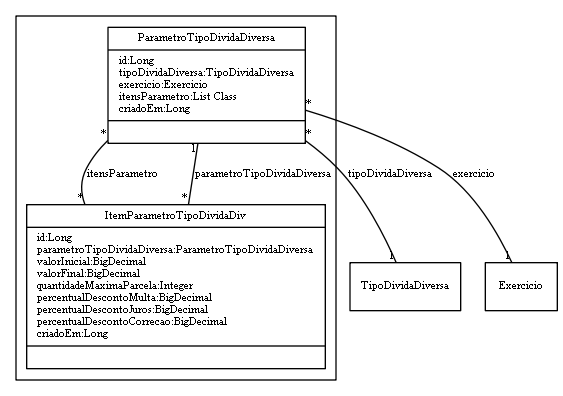 ParametroTipoDividaDiversa
id:Long
tipoDividaDiversa:TipoDividaDiversa
exercicio:Exercicio
itensParametro:List Class
criadoEm:Long
*
*
*
1
itensParametro
parametroTipoDividaDiversa
tipoDividaDiversa
exercicio
*
*
ItemParametroTipoDividaDiv
id:Long
parametroTipoDividaDiversa:ParametroTipoDividaDiversa
valorInicial:BigDecimal
valorFinal:BigDecimal
quantidadeMaximaParcela:Integer
percentualDescontoMulta:BigDecimal
percentualDescontoJuros:BigDecimal
percentualDescontoCorrecao:BigDecimal
criadoEm:Long
1
1
TipoDividaDiversa
Exercicio